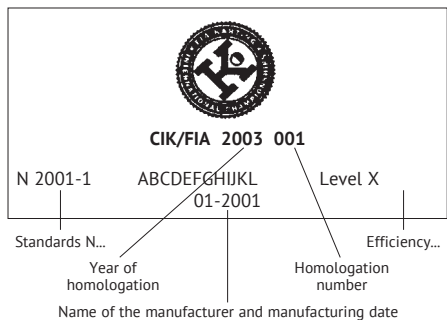 CIK/FIA 2003 001
N 2001-1 ABCDEFGHIJKL Level X
01-2001
Standards N... Efficiency...
Year of Homologation
homologation number
Name of the manufacturer and manufacturing date